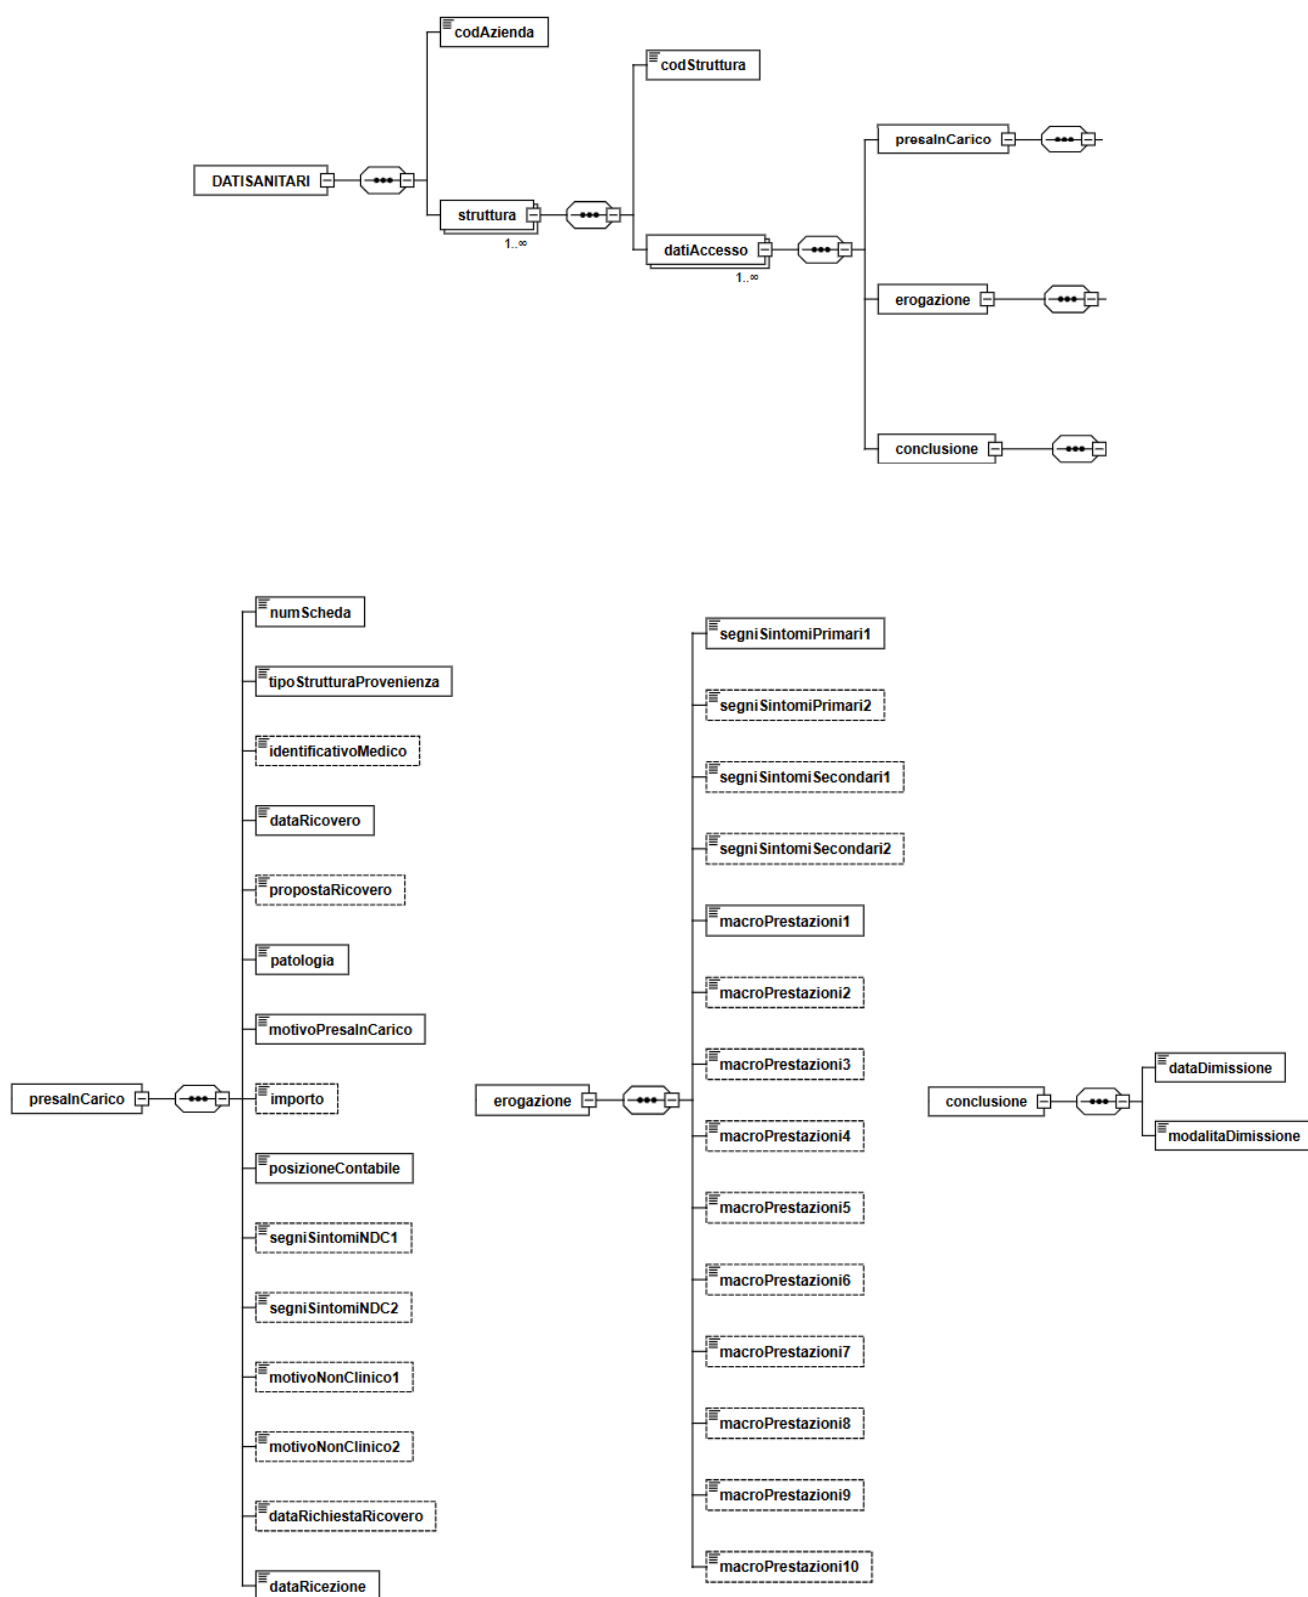 codAzienda
codStruttura
presaInCarico
DATISANITARI
struttura
1..∞
datiAccesso
1..∞
erogazione
conclusione
numScheda
tipoStrutturaProvenienza
identificativoMedico
dataRicovero
propostaRicovero
patologia
motivoPresaInCarico
presaInCarico
importo
posizioneContabile
segniSintomiNDC1
segniSintomiNDC2
motivoNonClinico1
motivoNonClinico2
dataRichiestaRicovero
dataRicezione
segniSintomiPrimari1
segniSintomiPrimari2
segniSintomiSecondari1
segniSintomiSecondari2
macroPrestazioni1
macroPrestazioni2
macroPrestazioni3
erogazione
macroPrestazioni4
macroPrestazioni5
macroPrestazioni6
macroPrestazioni7
macroPrestazioni8
macroPrestazioni9
macroPrestazioni10
dataDimissione
conclusione
modalitaDimissione